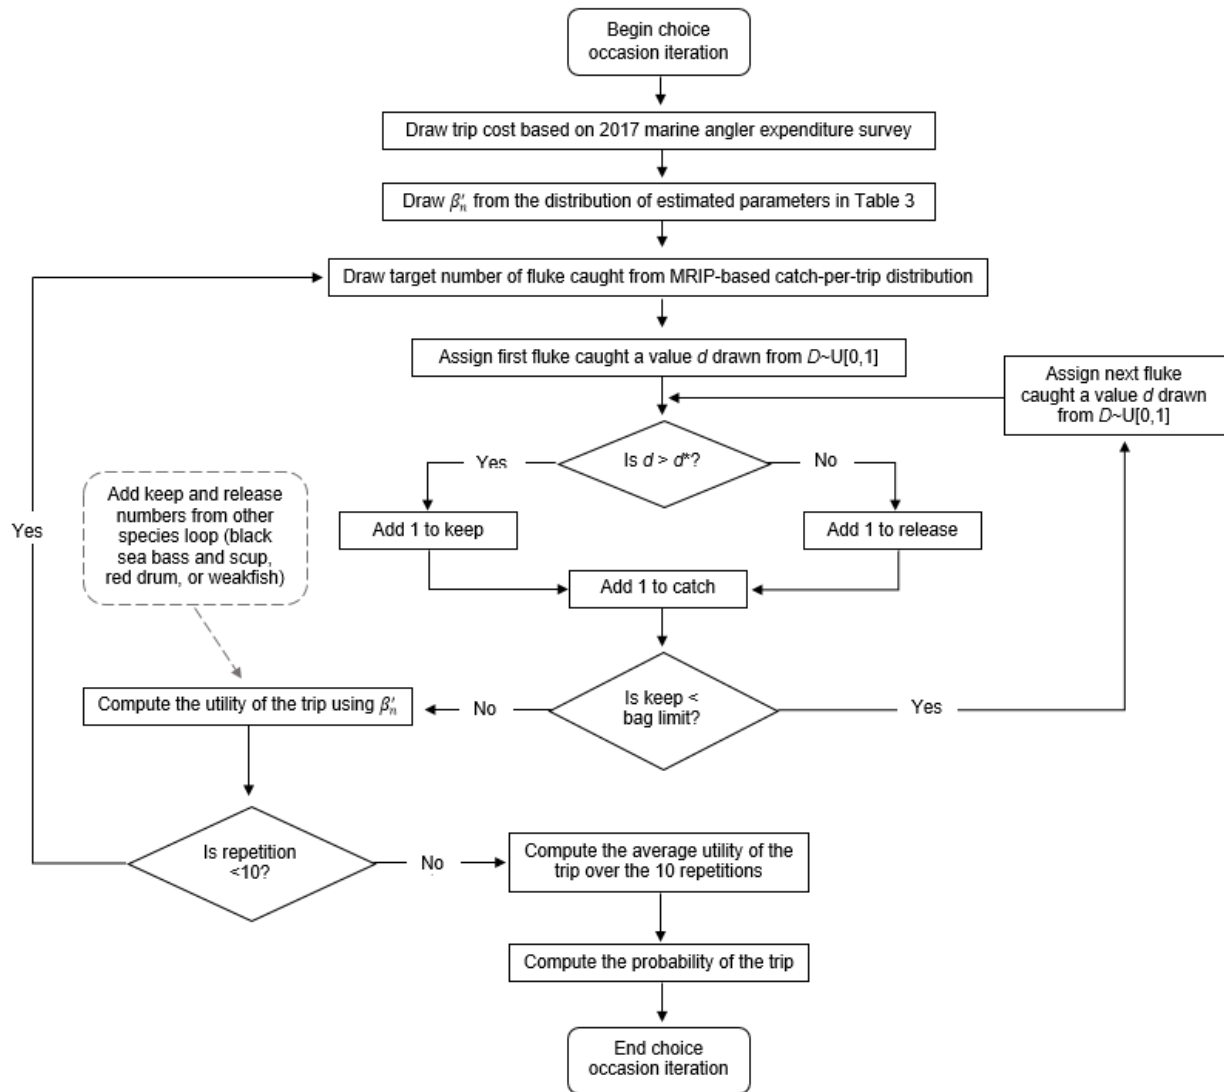 Begin choice
occasion iteration
Draw trip cost based on 2017 marine angler expenditure survey
Draw β′ₙ from the distribution of estimated parameters in Table 3
Draw target number of fluke caught from MRIP-based catch-per-trip distribution
Assign first fluke caught a value d drawn from D~U[0,1]
Assign next fluke
caught a value d drawn
from D~U[0,1]
Is d > d*?
Yes
No
Add keep and release
numbers from other
species loop (black
sea bass and scup,
red drum, or weakfish)
Yes
Add 1 to keep
Add 1 to release
Add 1 to catch
Is keep <
bag limit?
Compute the utility of the trip using β′ₙ
No
Yes
Is repetition
<10?
No
Compute the average utility of the
trip over the 10 repetitions
Compute the probability of the trip
End choice
occasion iteration